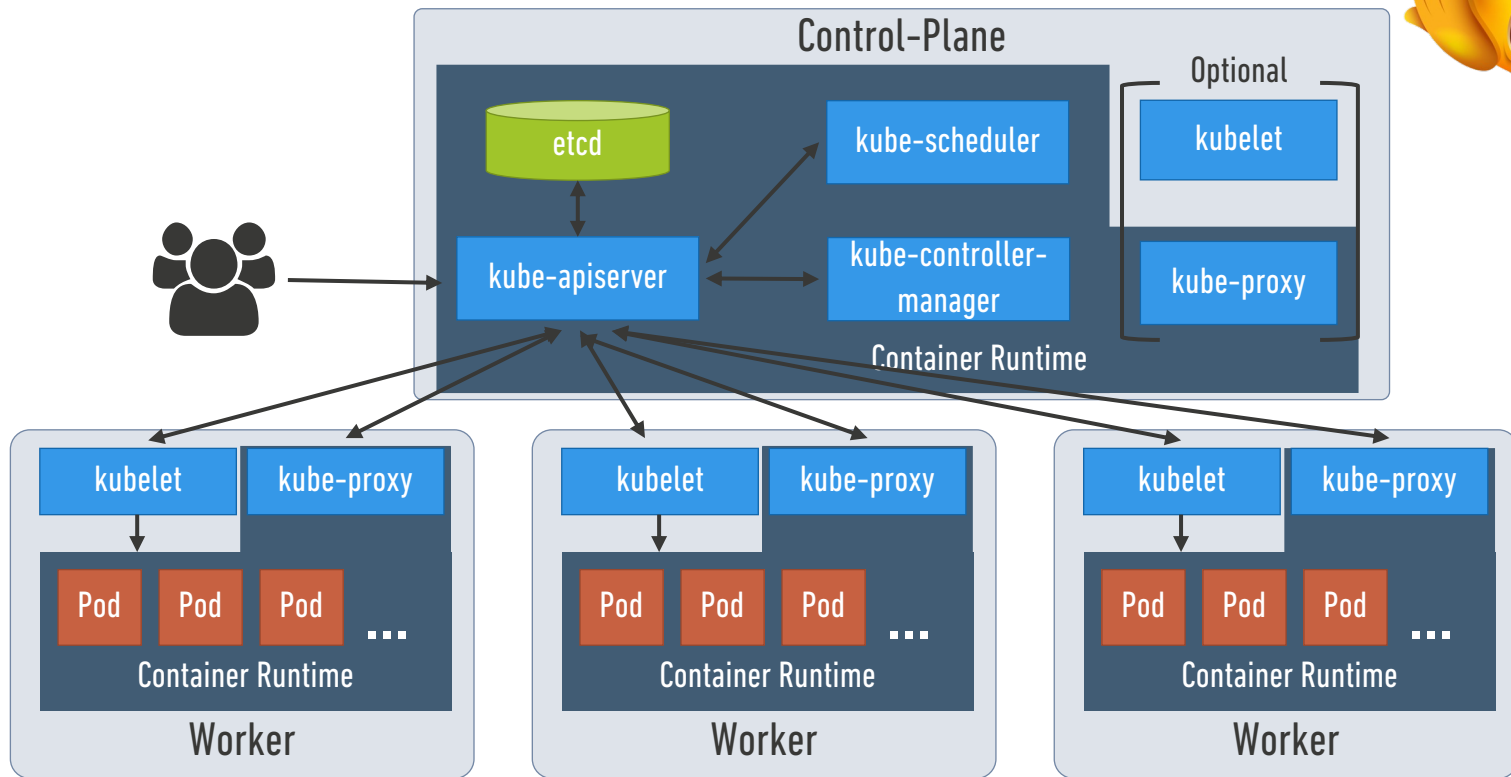 Control-Plane
Optional
etcd
kube-scheduler
kubelet
kube-apiserver
kube-controller-
manager
kube-proxy
Container Runtime
kubelet
kube-proxy
Pod
Pod
Pod
...
Container Runtime
Worker
kubelet
kube-proxy
Pod
Pod
Pod
...
Container Runtime
Worker
kubelet
kube-proxy
Pod
Pod
Pod
...
Container Runtime
Worker